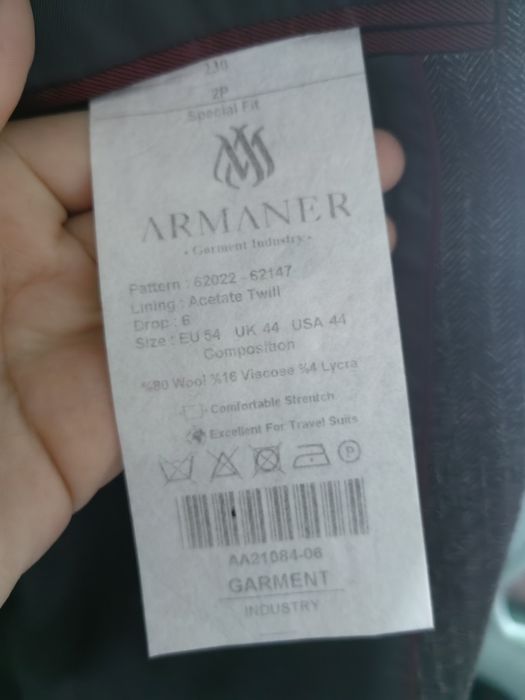 2P
Special Fit
ARMANER
- Garment Industry -
Pattern : 62022 - 62147
Lining : Acetate Twill
Drop : 6
Size : EU 54 UK 44 USA 44
Composition
%80 Wool %16 Viscose %4 Lycra
- Comfortable Strentch
Excellent For Travel Suits
P
AA21084-06
GARMENT
INDUSTRY